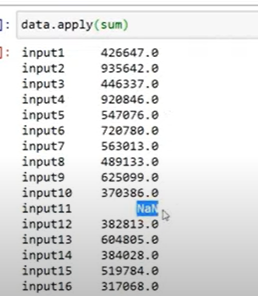 ]: data.apply(sum)
]: input1 426647.0
input2 935642.0
input3 446337.0
input4 920846.0
input5 547076.0
input6 720780.0
input7 563013.0
input8 489133.0
input9 625099.0
input10 370386.0
input11 NaN
input12 382813.0
input13 604805.0
input14 384028.0
input15 519784.0
input16 317068.0